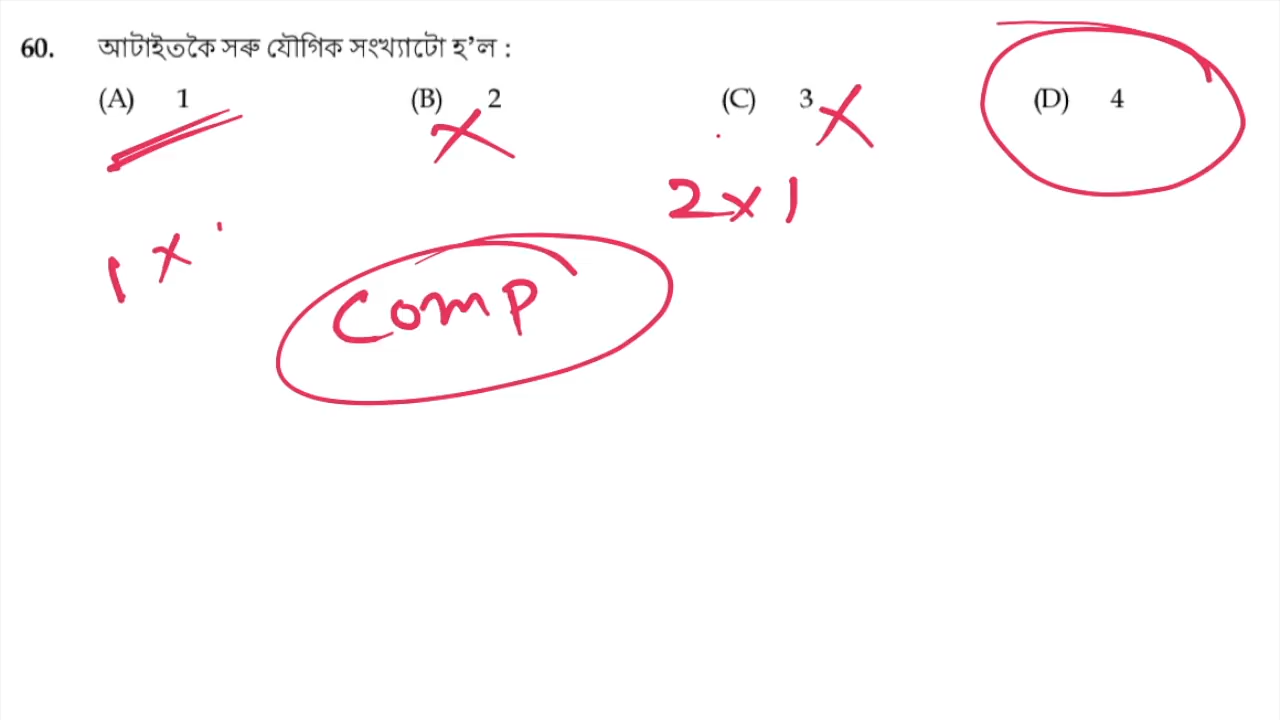 60. আটাইতকৈ সৰু যৌগিক সংখ্যাটো হ’ল :
(A) 1 (B) 2 (C) 3 (D) 4
2 x 1
1 x
Comp